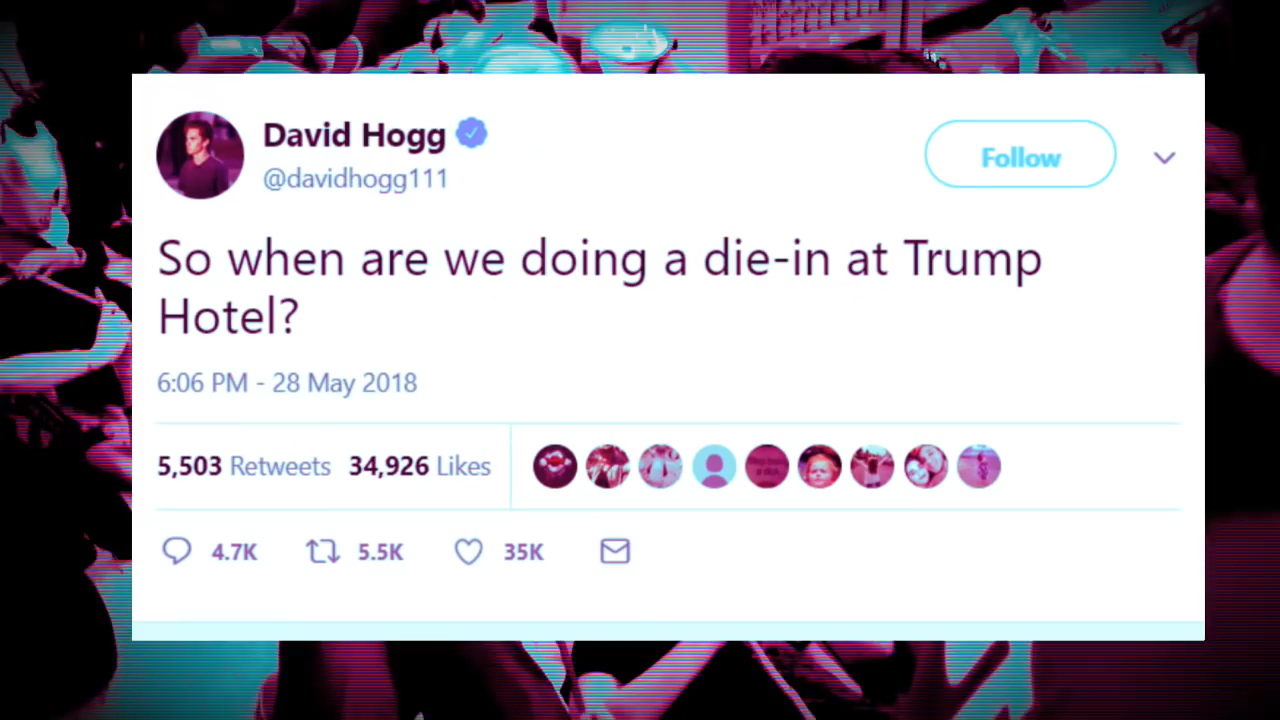 David Hogg
@davidhogg111
Follow
So when are we doing a die-in at Trump
Hotel?
6:06 PM - 28 May 2018
5,503 Retweets 34,926 Likes
4.7K 5.5K 35K